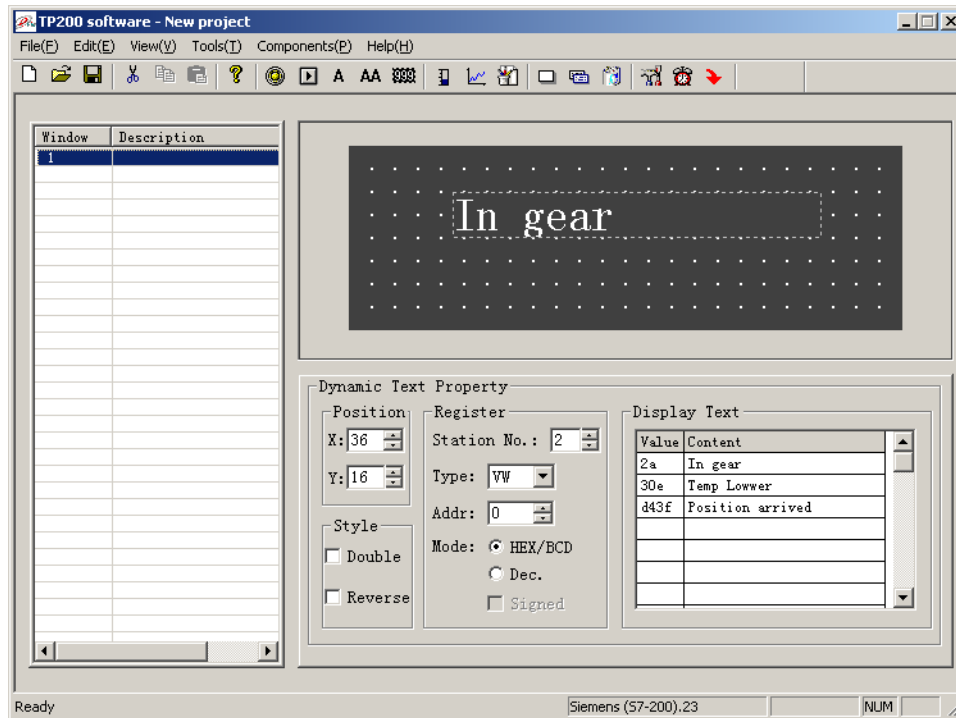 TP200 software - New project
File(F) Edit(E) View(V) Tools(T) Components(P) Help(H)
A AA
Window Description
1
In gear
Dynamic Text Property
Position
X: 36
Y: 16
Style
Double
Reverse
Register
Station No.: 2
Type: VW
Addr: 0
Mode: HEX/BCD
Dec.
Signed
Display Text
Value Content
2a In gear
30e Temp Lowwer
d43f Position arrived
Ready Siemens (S7-200).23 NUM